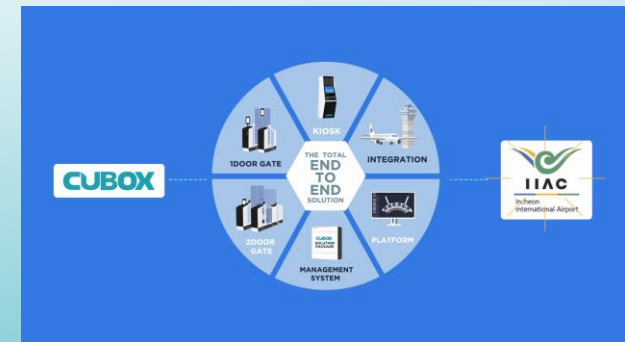 CUBOX
KIOSK
1DOOR GATE
INTEGRATION
THE TOTAL
END
TO
END
SOLUTION
2DOOR
GATE
PLATFORM
CUBOX
SOLUTION
PACKAGE
MANAGEMENT
SYSTEM
IIAC
Incheon
International Airport